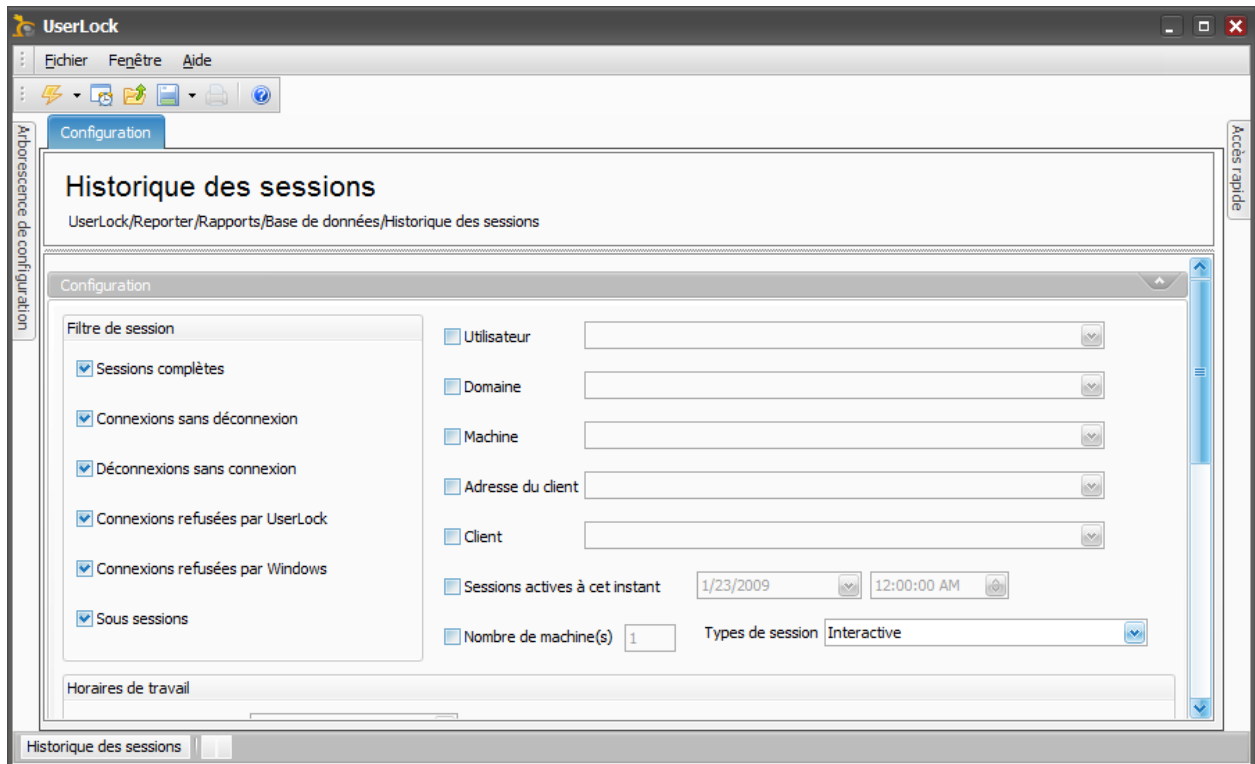 UserLock
Fichier Fenêtre Aide
Arborescence de configuration
Configuration
Accès rapide
Historique des sessions
UserLock/Reporter/Rapports/Base de données/Historique des sessions
Configuration
Filtre de session
Sessions complètes
Connexions sans déconnexion
Déconnexions sans connexion
Connexions refusées par UserLock
Connexions refusées par Windows
Sous sessions
Utilisateur
Domaine
Machine
Adresse du client
Client
Sessions actives à cet instant 1/23/2009 12:00:00 AM
Nombre de machine(s) 1 Types de session Interactive
Horaires de travail
Historique des sessions